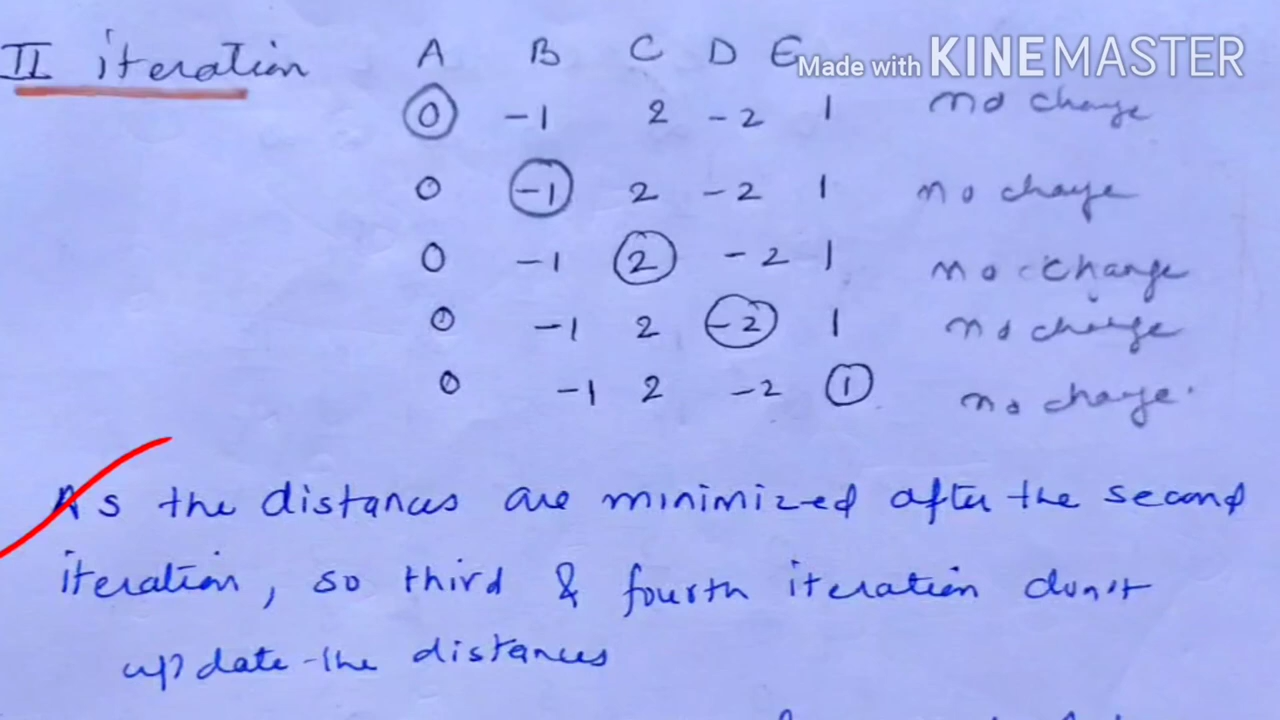 II iteration A B C D E Made with KINEMASTER
0 -1 2 -2 1 no change
0 -1 2 -2 1 no change
0 -1 2 -2 1 no change
0 -1 2 -2 1 no change
0 -1 2 -2 1 no change.
As the distances are minimized after the second
iteration, so third & fourth iteration don't
update the distances